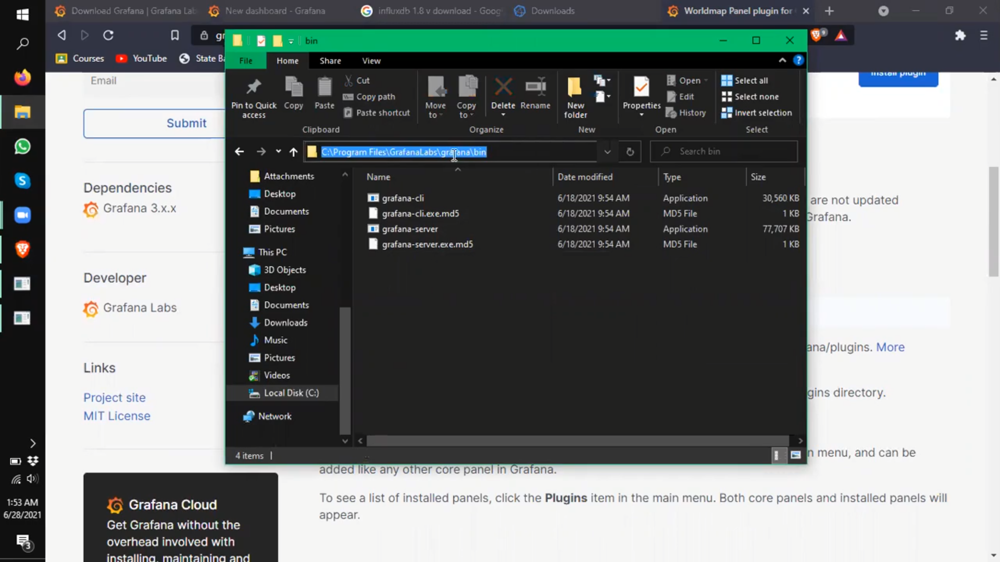 Download Grafana | Grafana Lab
New dashboard - Grafana
influxdb 1.8 v download - Goog
Downloads
Worldmap Panel plugin for
gr
9
Courses
YouTube
State Ba
bin
File
Home
Share
View
Pin to Quick access
Copy
Paste
Cut
Copy path
Paste shortcut
Clipboard
Move to
Copy to
Delete
Rename
Organize
New folder
New
Properties
Open
Edit
History
Open
Select all
Select none
Invert selection
Select
C:\Program Files\GrafanaLabs\grafana\bin
Search bin
Name
Date modified
Type
Size
grafana-cli
6/18/2021 9:54 AM
Application
30,560 KB
grafana-cli.exe.md5
6/18/2021 9:54 AM
MD5 File
1 KB
grafana-server
6/18/2021 9:54 AM
Application
77,707 KB
grafana-server.exe.md5
6/18/2021 9:54 AM
MD5 File
1 KB
Attachments
Desktop
Documents
Pictures
This PC
3D Objects
Desktop
Documents
Downloads
Music
Pictures
Videos
Local Disk (C:)
Network
4 items
Email
Submit
Dependencies
Grafana 3.x.x
Developer
Grafana Labs
Links
Project site
MIT License
Grafana Cloud
Get Grafana without the
overhead involved with
installing, maintaining and
Install plugin
are not updated
Grafana.
ana/plugins. More
gins directory.
n menu, and can be
added like any other core panel in Grafana.
To see a list of installed panels, click the Plugins item in the main menu. Both core panels and installed panels will
appear.
1:53 AM
6/28/2021
3